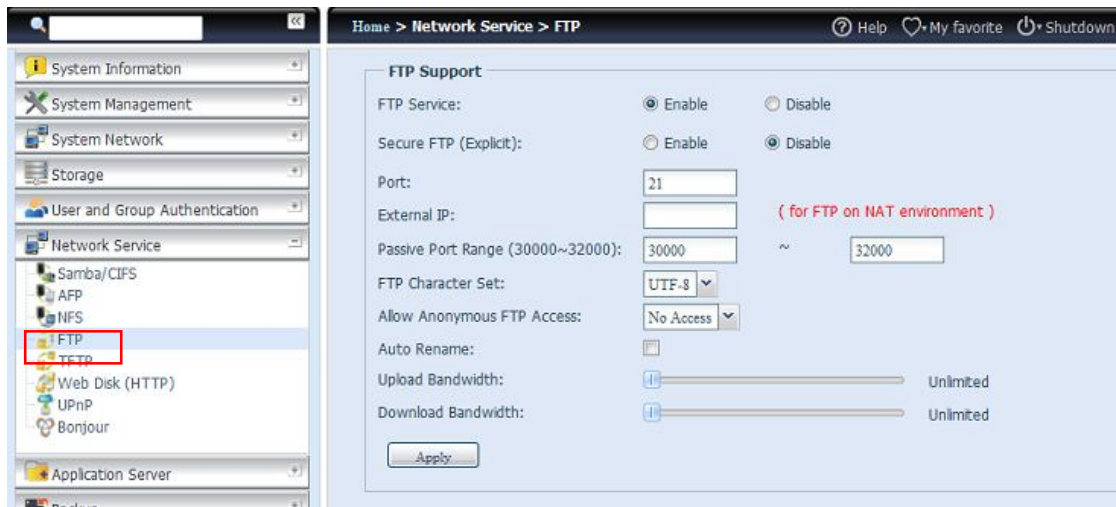 Home > Network Service > FTP
Help My favorite Shutdown
System Information
System Management
System Network
Storage
User and Group Authentication
Network Service
Samba/CIFS
AFP
NFS
FTP
TFTP
Web Disk (HTTP)
UPnP
Bonjour
Application Server
Backup
FTP Support
FTP Service: Enable Disable
Secure FTP (Explicit): Enable Disable
Port: 21
External IP: ( for FTP on NAT environment )
Passive Port Range (30000~32000): 30000 ~ 32000
FTP Character Set: UTF-8
Allow Anonymous FTP Access: No Access
Auto Rename:
Upload Bandwidth: Unlimited
Download Bandwidth: Unlimited
Apply